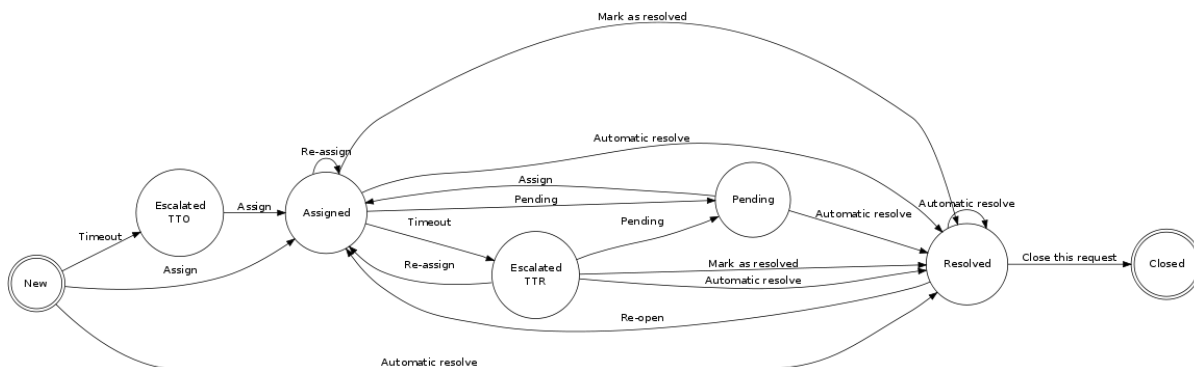 Mark as resolved
Automatic resolve
Re-assign
Assign
Pending
Automatic resolve
Escalated
TTO
Assign
Assigned
Pending
Automatic resolve
Timeout
Pending
Timeout
Assign
Re-assign
Escalated
TTR
Mark as resolved
Automatic resolve
Resolved
Close this request
Closed
New
Re-open
Automatic resolve